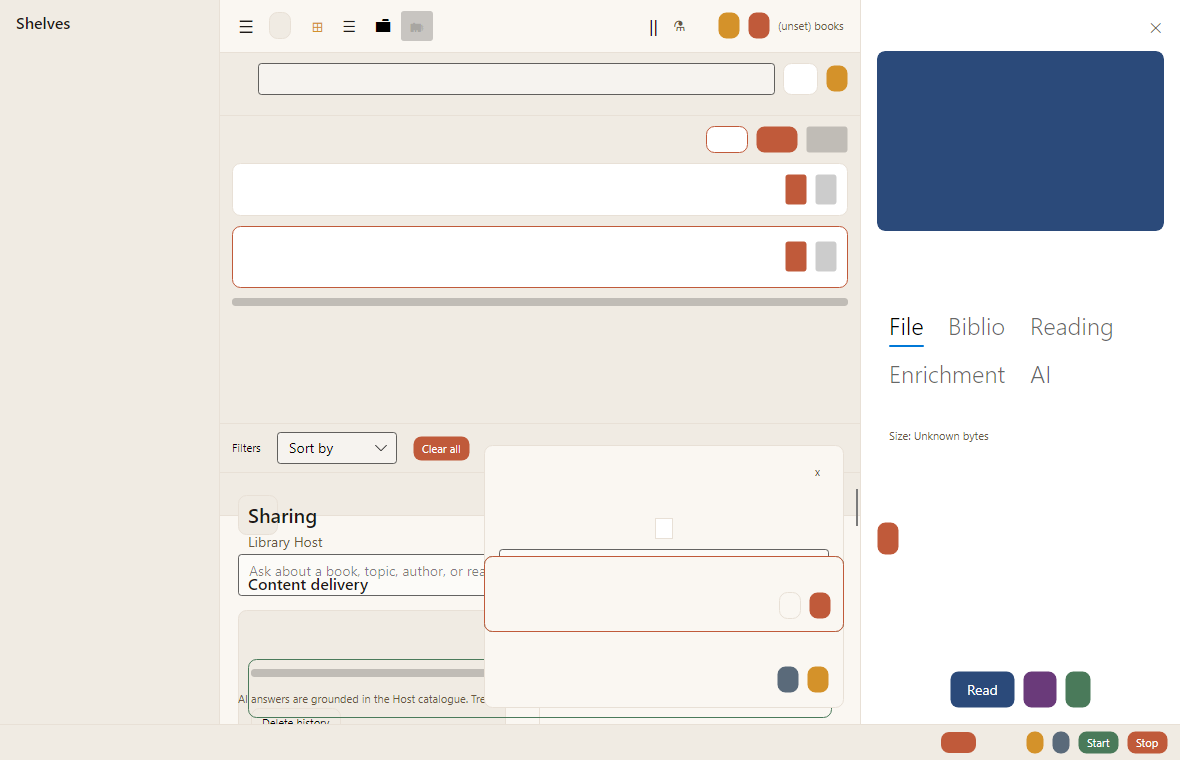 Shelves
(unset) books
Filters
Sort by
Clear all
x
Sharing
Library Host
Ask about a book, topic, author, or rea
Content delivery
AI answers are grounded in the Host catalogue. Tre
Delete history
File
Biblio
Reading
Enrichment
AI
Size: Unknown bytes
Read
Start
Stop